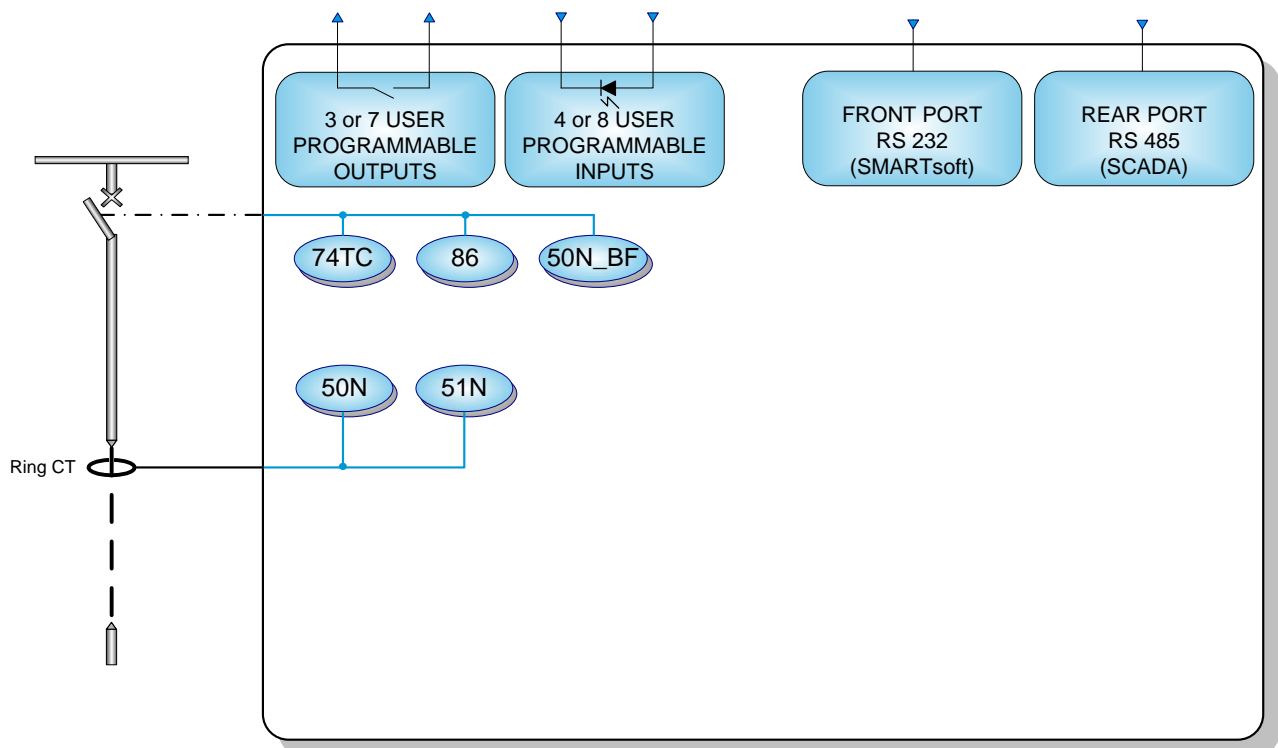 3 or 7 USER
PROGRAMMABLE
OUTPUTS
4 or 8 USER
PROGRAMMABLE
INPUTS
FRONT PORT
RS 232
(SMARTsoft)
REAR PORT
RS 485
(SCADA)
74TC
86
50N_BF
50N
51N
Ring CT